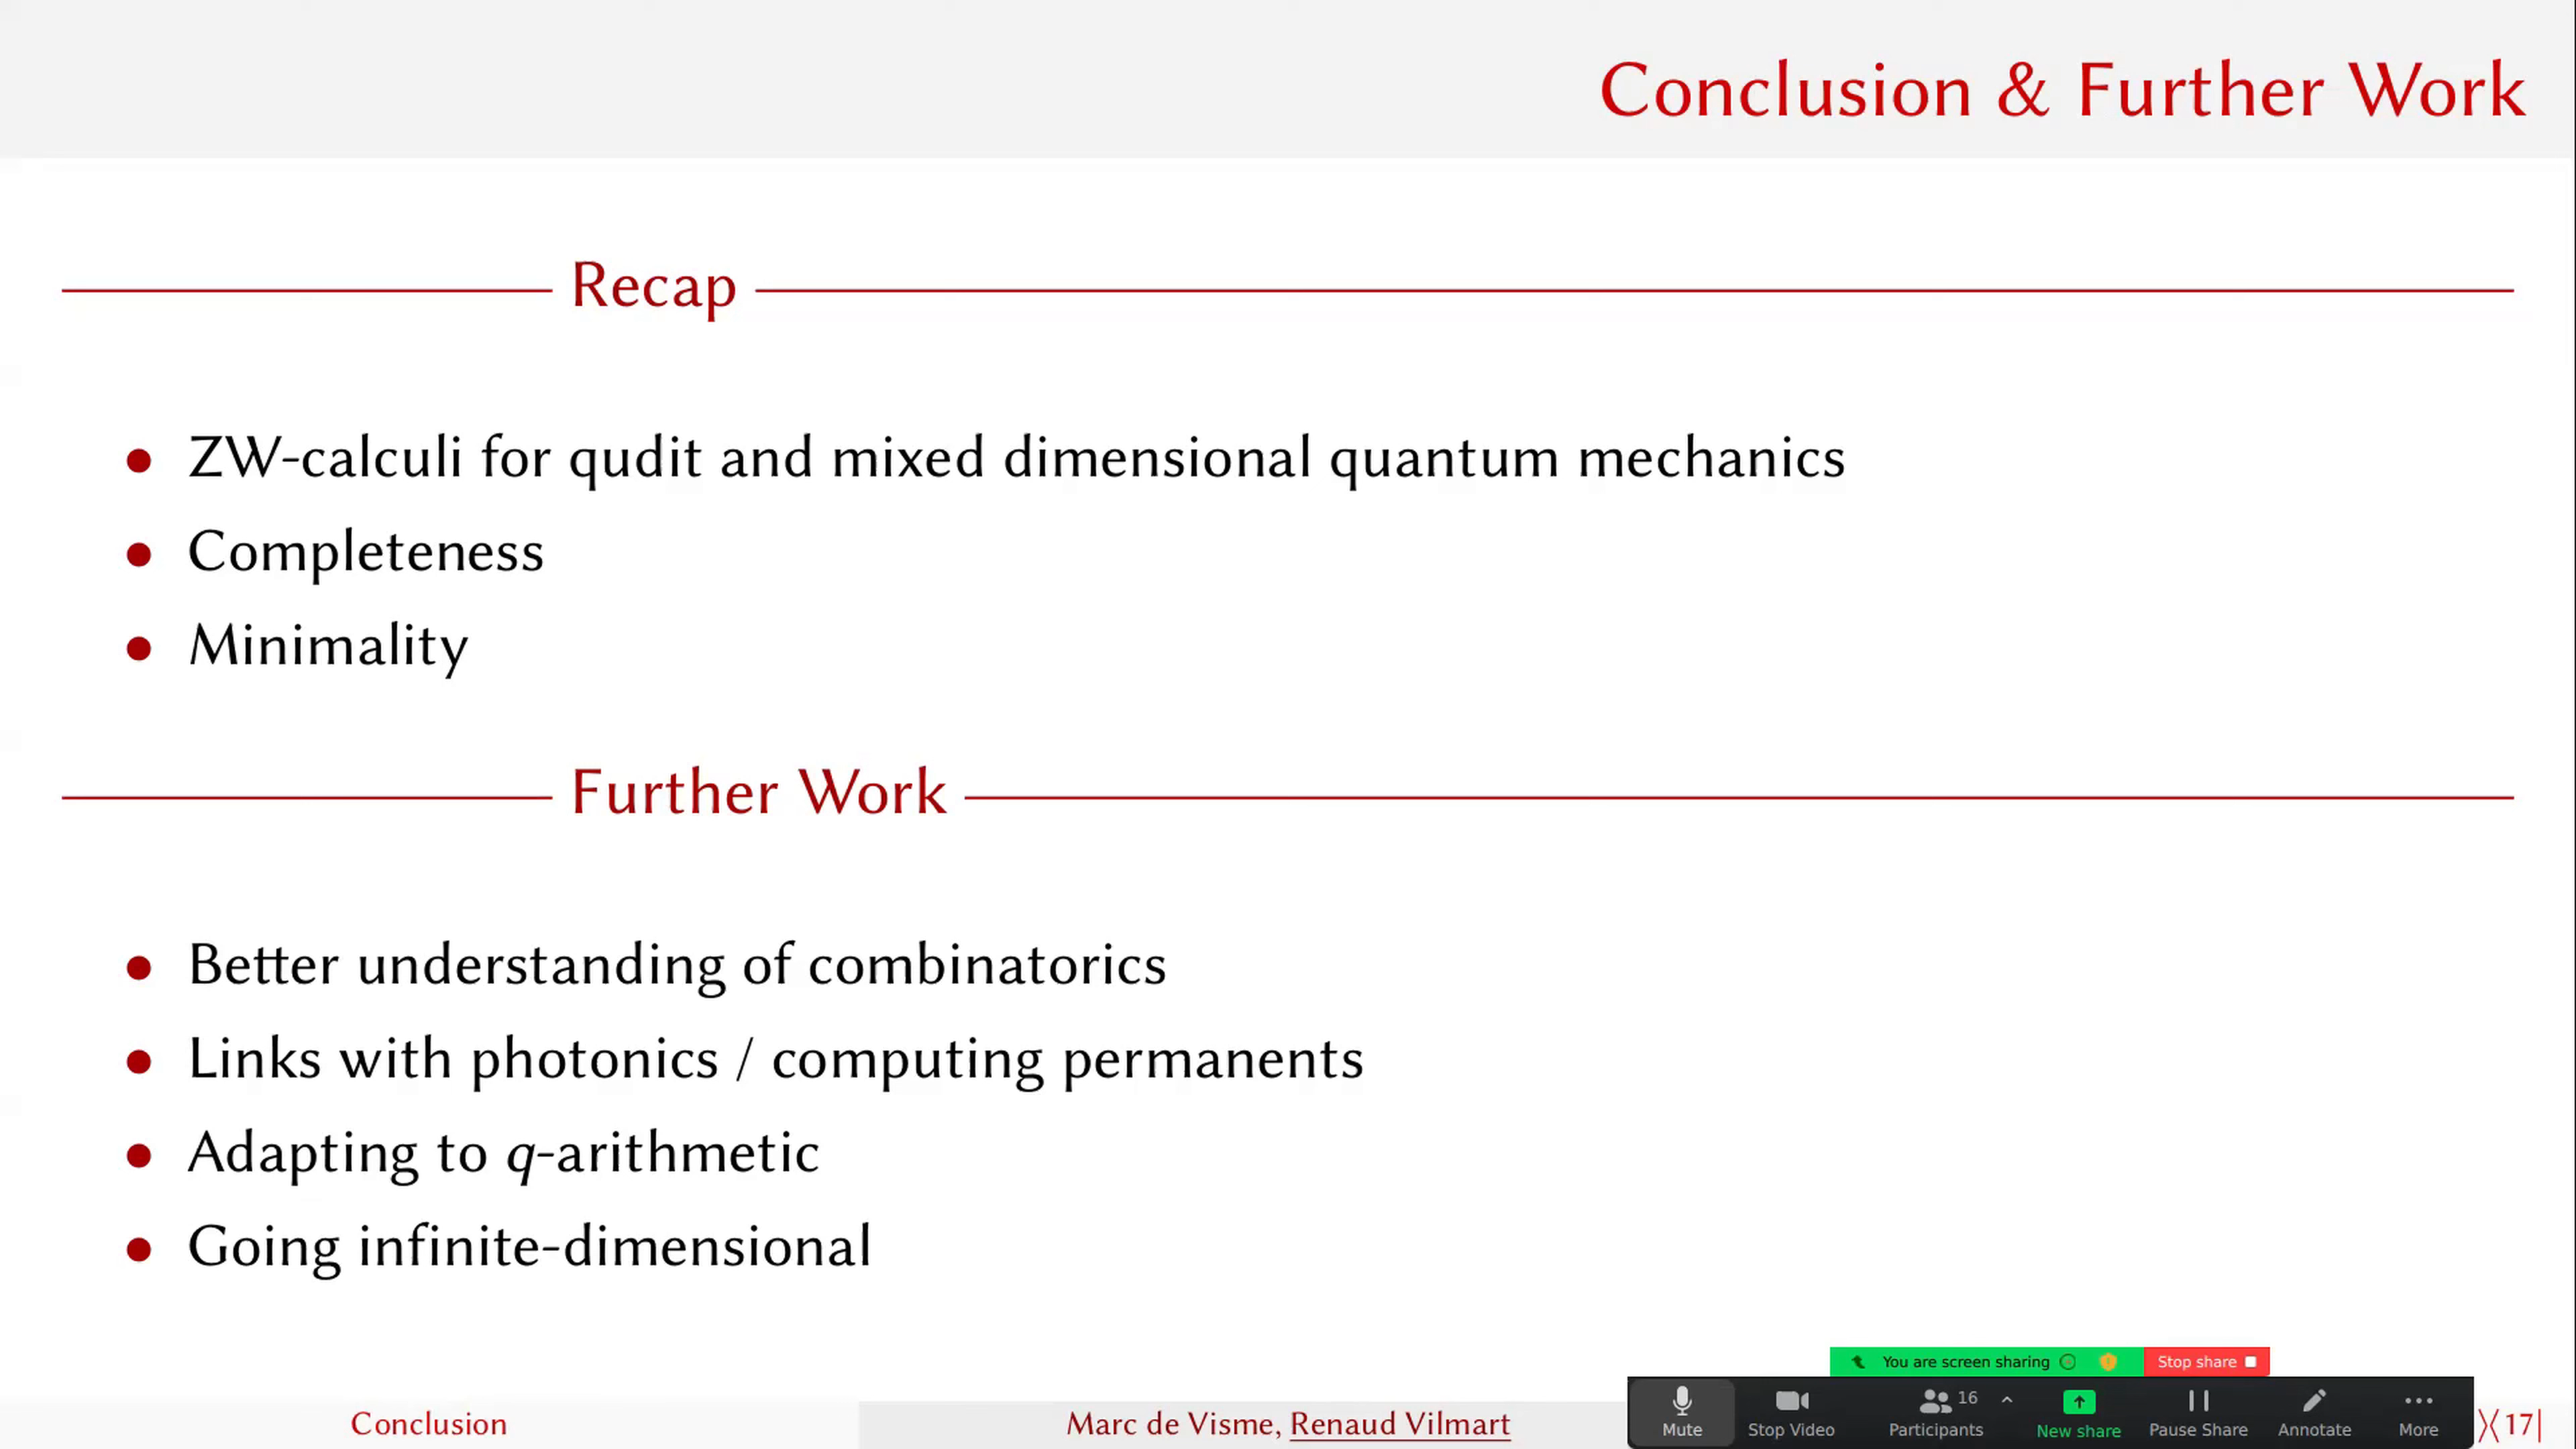 Conclusion & Further Work
Recap
• ZW-calculi for qudit and mixed dimensional quantum mechanics
• Completeness
• Minimality
Further Work
• Better understanding of combinatorics
• Links with photonics / computing permanents
• Adapting to q-arithmetic
• Going infinite-dimensional
You are screen sharing Stop share
Conclusion
Marc de Visme, Renaud Vilmart
Mute Stop Video Participants 16 New share Pause Share Annotate More
⟩⟨17|